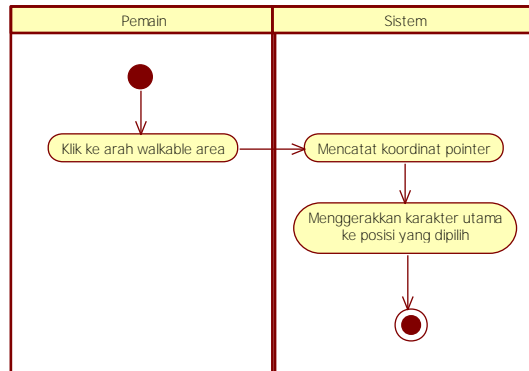 Pemain
Sistem
Klik ke arah walkable area
Mencatat koordinat pointer
Menggerakkan karakter utama
ke posisi yang dipilih